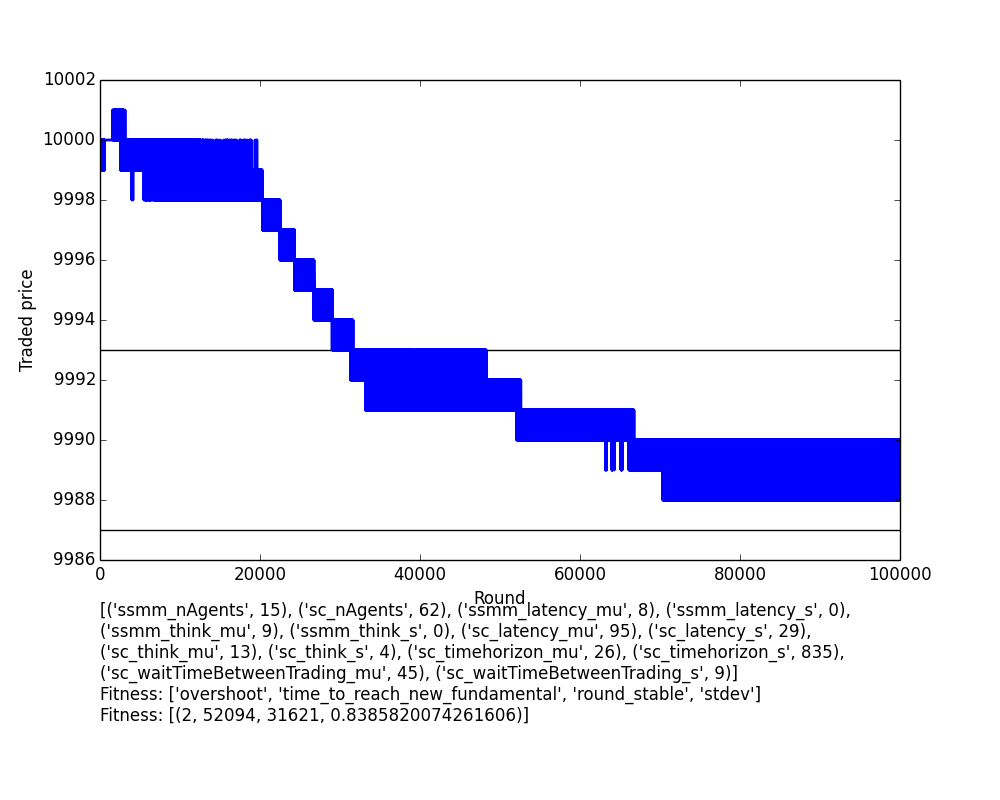 10002
10000
9998
9996
9994
9992
9990
9988
9986
Traded price
0 20000 40000 60000 80000 100000
Round
[('ssmm_nAgents', 15), ('sc_nAgents', 62), ('ssmm_latency_mu', 8), ('ssmm_latency_s', 0),
('ssmm_think_mu', 9), ('ssmm_think_s', 0), ('sc_latency_mu', 95), ('sc_latency_s', 29),
('sc_think_mu', 13), ('sc_think_s', 4), ('sc_timehorizon_mu', 26), ('sc_timehorizon_s', 835),
('sc_waitTimeBetweenTrading_mu', 45), ('sc_waitTimeBetweenTrading_s', 9)]
Fitness: ['overshoot', 'time_to_reach_new_fundamental', 'round_stable', 'stdev']
Fitness: [(2, 52094, 31621, 0.8385820074261606)]